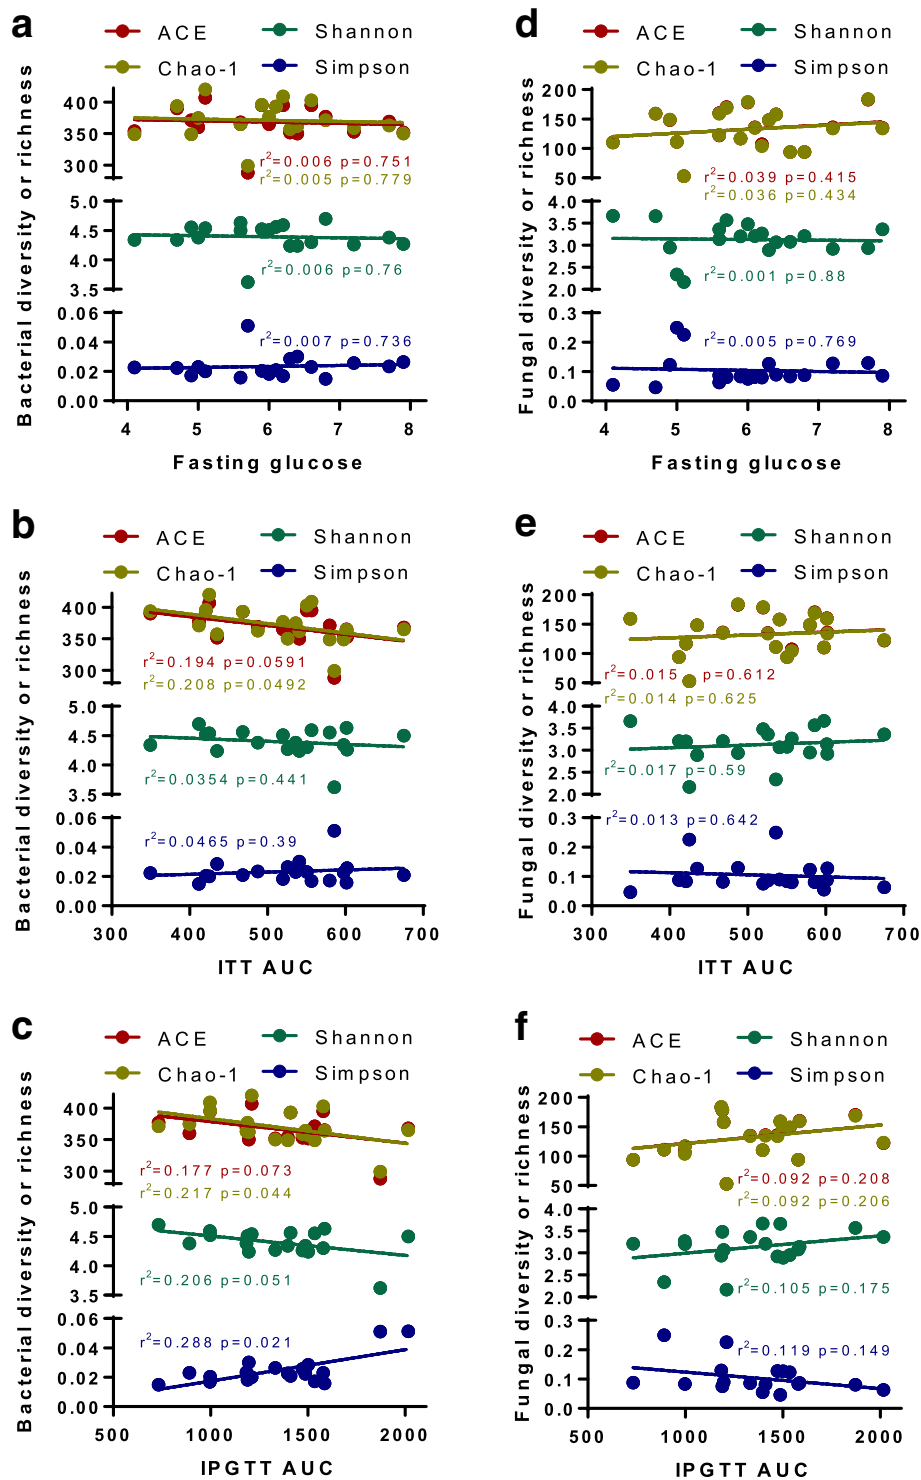 a
ACE
Shannon
Chao-1
Simpson
Bacterial diversity or richness
400
350
300
r²=0.006 p=0.751
r²=0.005 p=0.779
5.0
4.5
4.0
3.5
r²=0.006 p=0.76
0.06
0.04
0.02
0.00
r²=0.007 p=0.736
4 5 6 7 8
Fasting glucose
d
ACE
Shannon
Chao-1
Simpson
Fungal diversity or richness
200
150
100
50
r²=0.039 p=0.415
r²=0.036 p=0.434
4.0
3.5
3.0
2.5
2.0
r²=0.001 p=0.88
0.3
0.2
0.1
0.0
r²=0.005 p=0.769
4 5 6 7 8
Fasting glucose
b
ACE
Shannon
Chao-1
Simpson
Bacterial diversity or richness
400
350
300
r²=0.194 p=0.0591
r²=0.208 p=0.0492
5.0
4.5
4.0
3.5
r²=0.0354 p=0.441
0.06
0.04
0.02
0.00
r²=0.0465 p=0.39
300 400 500 600 700
ITT AUC
e
ACE
Shannon
Chao-1
Simpson
Fungal diversity or richness
200
150
100
50
r²=0.015 p=0.612
r²=0.014 p=0.625
4.0
3.5
3.0
2.5
2.0
r²=0.017 p=0.59
0.3
0.2
0.1
0.0
r²=0.013 p=0.642
300 400 500 600 700
ITT AUC
c
ACE
Shannon
Chao-1
Simpson
Bacterial diversity or richness
400
350
300
r²=0.177 p=0.073
r²=0.217 p=0.044
5.0
4.5
4.0
3.5
r²=0.206 p=0.051
0.06
0.04
0.02
0.00
r²=0.288 p=0.021
500 1000 1500 2000
IPGTT AUC
f
ACE
Shannon
Chao-1
Simpson
Fungal diversity or richness
200
150
100
50
r²=0.092 p=0.208
r²=0.092 p=0.206
4.0
3.5
3.0
2.5
2.0
r²=0.105 p=0.175
0.3
0.2
0.1
0.0
r²=0.119 p=0.149
500 1000 1500 2000
IPGTT AUC